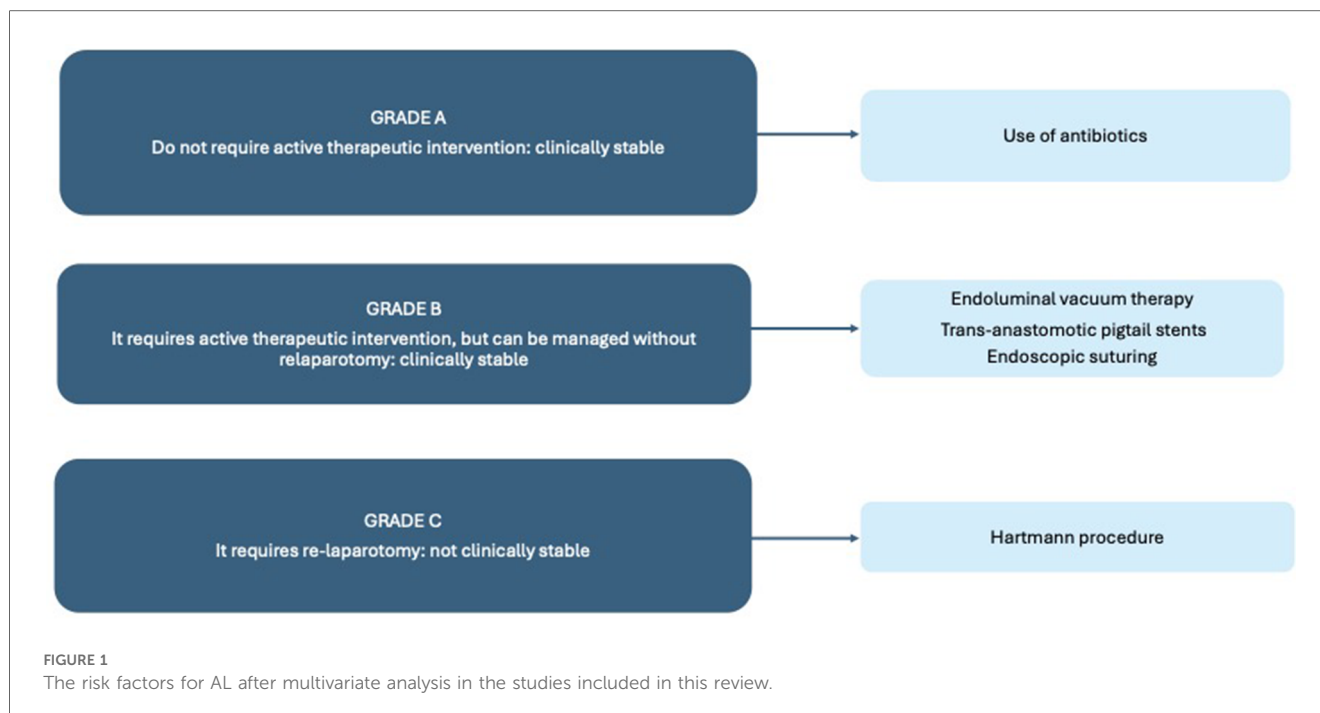 GRADE A
Do not require active therapeutic intervention: clinically stable
Use of antibiotics
GRADE B
It requires active therapeutic intervention, but can be managed without
relaparotomy: clinically stable
Endoluminal vacuum therapy
Trans-anastomotic pigtail stents
Endoscopic suturing
GRADE C
It requires re-laparotomy: not clinically stable
Hartmann procedure
FIGURE 1
The risk factors for AL after multivariate analysis in the studies included in this review.